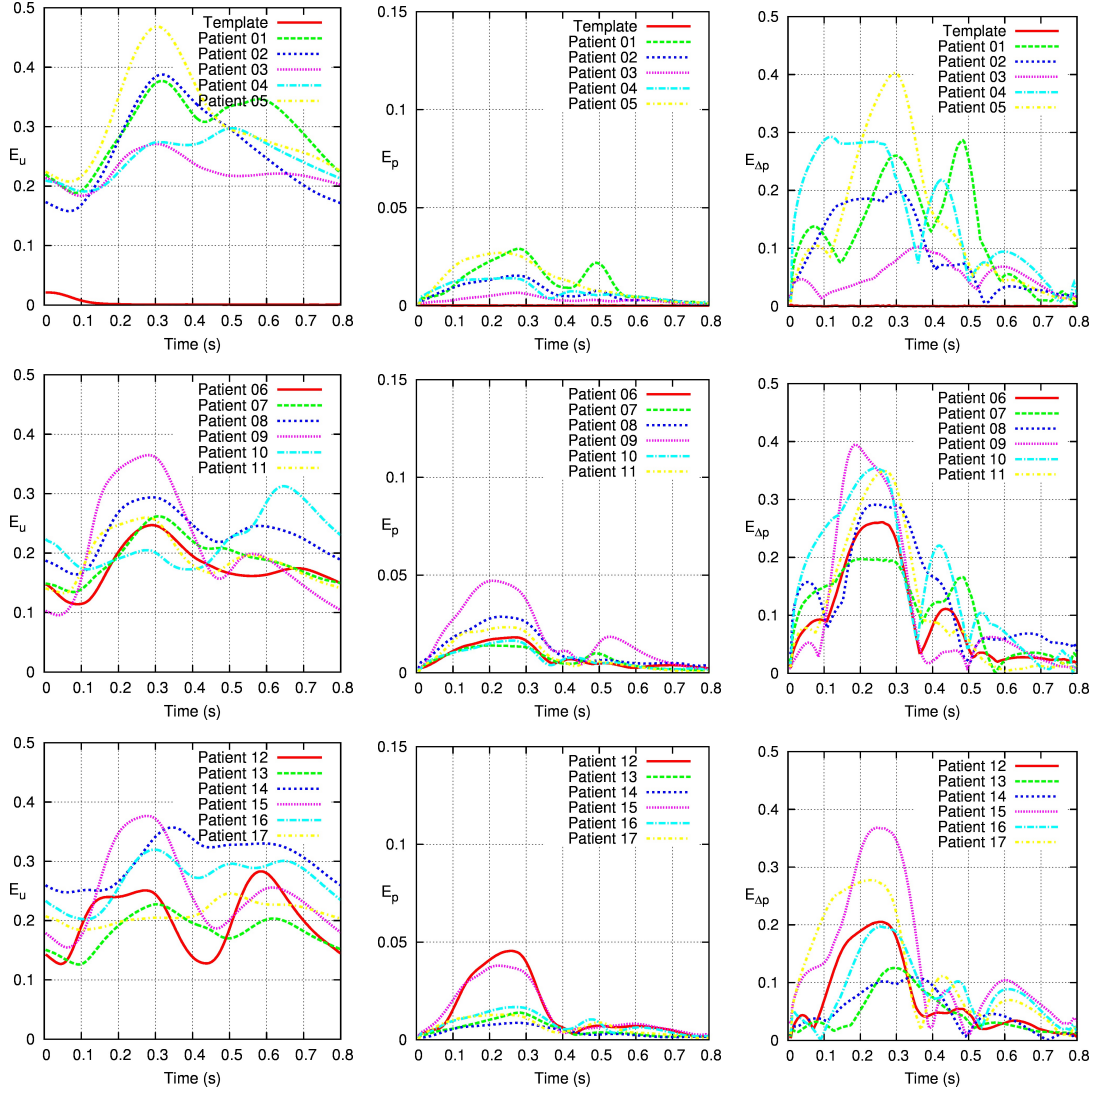 0.5
0.4
0.3
0.2
0.1
0
E_u
Template
Patient 01
Patient 02
Patient 03
Patient 04
Patient 05
0 0.1 0.2 0.3 0.4 0.5 0.6 0.7 0.8
Time (s)
0.15
0.1
0.05
0
E_p
Template
Patient 01
Patient 02
Patient 03
Patient 04
Patient 05
0 0.1 0.2 0.3 0.4 0.5 0.6 0.7 0.8
Time (s)
0.5
0.4
0.3
0.2
0.1
0
E_Δp
Template
Patient 01
Patient 02
Patient 03
Patient 04
Patient 05
0 0.1 0.2 0.3 0.4 0.5 0.6 0.7 0.8
Time (s)
0.5
0.4
0.3
0.2
0.1
0
E_u
Patient 06
Patient 07
Patient 08
Patient 09
Patient 10
Patient 11
0 0.1 0.2 0.3 0.4 0.5 0.6 0.7 0.8
Time (s)
0.15
0.1
0.05
0
E_p
Patient 06
Patient 07
Patient 08
Patient 09
Patient 10
Patient 11
0 0.1 0.2 0.3 0.4 0.5 0.6 0.7 0.8
Time (s)
0.5
0.4
0.3
0.2
0.1
0
E_Δp
Patient 06
Patient 07
Patient 08
Patient 09
Patient 10
Patient 11
0 0.1 0.2 0.3 0.4 0.5 0.6 0.7 0.8
Time (s)
0.5
0.4
0.3
0.2
0.1
0
E_u
Patient 12
Patient 13
Patient 14
Patient 15
Patient 16
Patient 17
0 0.1 0.2 0.3 0.4 0.5 0.6 0.7 0.8
Time (s)
0.15
0.1
0.05
0
E_p
Patient 12
Patient 13
Patient 14
Patient 15
Patient 16
Patient 17
0 0.1 0.2 0.3 0.4 0.5 0.6 0.7 0.8
Time (s)
0.5
0.4
0.3
0.2
0.1
0
E_Δp
Patient 12
Patient 13
Patient 14
Patient 15
Patient 16
Patient 17
0 0.1 0.2 0.3 0.4 0.5 0.6 0.7 0.8
Time (s)